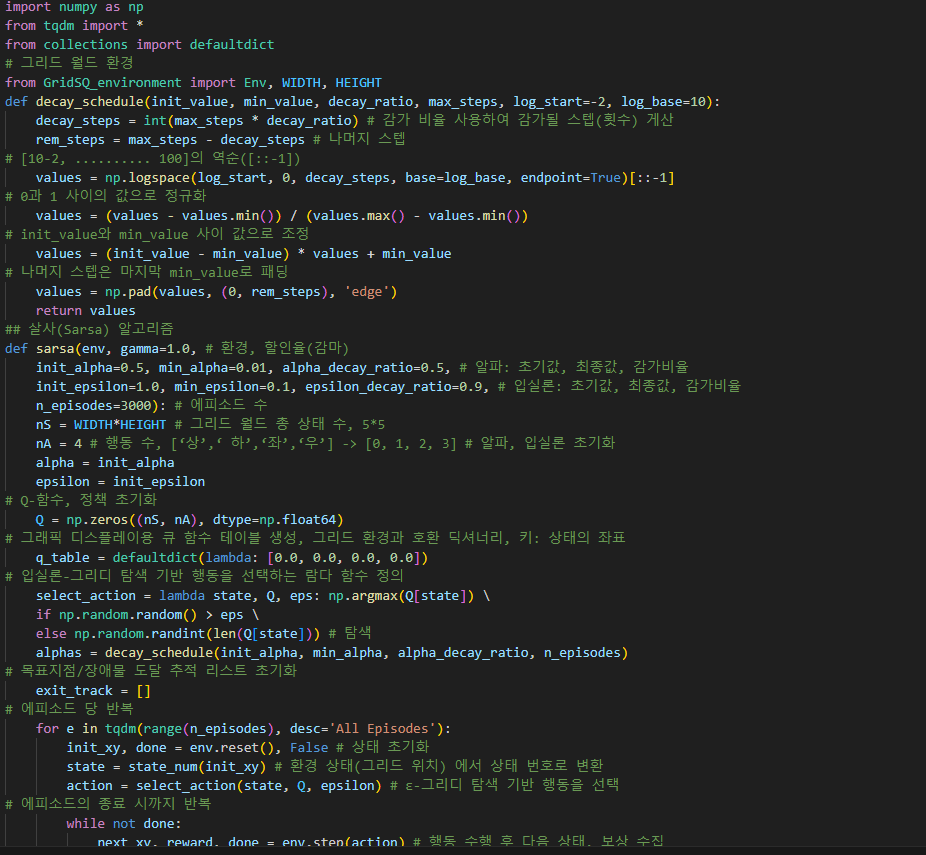 import numpy as np
from tqdm import *
from collections import defaultdict
# 그리드 월드 환경
from GridSQ_environment import Env, WIDTH, HEIGHT
def decay_schedule(init_value, min_value, decay_ratio, max_steps, log_start=-2, log_base=10):
    decay_steps = int(max_steps * decay_ratio) # 감가 비율 사용하여 감가될 스텝(횟수) 게산
    rem_steps = max_steps - decay_steps # 나머지 스텝
# [10-2, .......... 100]의 역순([::-1])
    values = np.logspace(log_start, 0, decay_steps, base=log_base, endpoint=True)[::-1]
# 0과 1 사이의 값으로 정규화
    values = (values - values.min()) / (values.max() - values.min())
# init_value와 min_value 사이 값으로 조정
    values = (init_value - min_value) * values + min_value
# 나머지 스텝은 마지막 min_value로 패딩
    values = np.pad(values, (0, rem_steps), 'edge')
    return values
## 살사(Sarsa) 알고리즘
def sarsa(env, gamma=1.0, # 환경, 할인율(감마)
    init_alpha=0.5, min_alpha=0.01, alpha_decay_ratio=0.5, # 알파: 초기값, 최종값, 감가비율
    init_epsilon=1.0, min_epsilon=0.1, epsilon_decay_ratio=0.9, # 입실론: 초기값, 최종값, 감가비율
    n_episodes=3000): # 에피소드 수
    nS = WIDTH*HEIGHT # 그리드 월드 총 상태 수, 5*5
    nA = 4 # 행동 수, [‘상’,‘ 하’,‘좌’,‘우’] -> [0, 1, 2, 3] # 알파, 입실론 초기화
    alpha = init_alpha
    epsilon = init_epsilon
# Q-함수, 정책 초기화
    Q = np.zeros((nS, nA), dtype=np.float64)
# 그래픽 디스플레이용 큐 함수 테이블 생성, 그리드 환경과 호환 딕셔너리, 키: 상태의 좌표
    q_table = defaultdict(lambda: [0.0, 0.0, 0.0, 0.0])
# 입실론-그리디 탐색 기반 행동을 선택하는 람다 함수 정의
    select_action = lambda state, Q, eps: np.argmax(Q[state]) \
    if np.random.random() > eps \
    else np.random.randint(len(Q[state])) # 탐색
    alphas = decay_schedule(init_alpha, min_alpha, alpha_decay_ratio, n_episodes)
# 목표지점/장애물 도달 추적 리스트 초기화
    exit_track = []
# 에피소드 당 반복
    for e in tqdm(range(n_episodes), desc='All Episodes'):
        init_xy, done = env.reset(), False # 상태 초기화
        state = state_num(init_xy) # 환경 상태(그리드 위치) 에서 상태 번호로 변환
        action = select_action(state, Q, epsilon) # ε-그리디 탐색 기반 행동을 선택
# 에피소드의 종료 시까지 반복
        while not done:
            next_xy, reward, done = env.step(action) # 행동 수행 후 다음 상태, 보상 수집